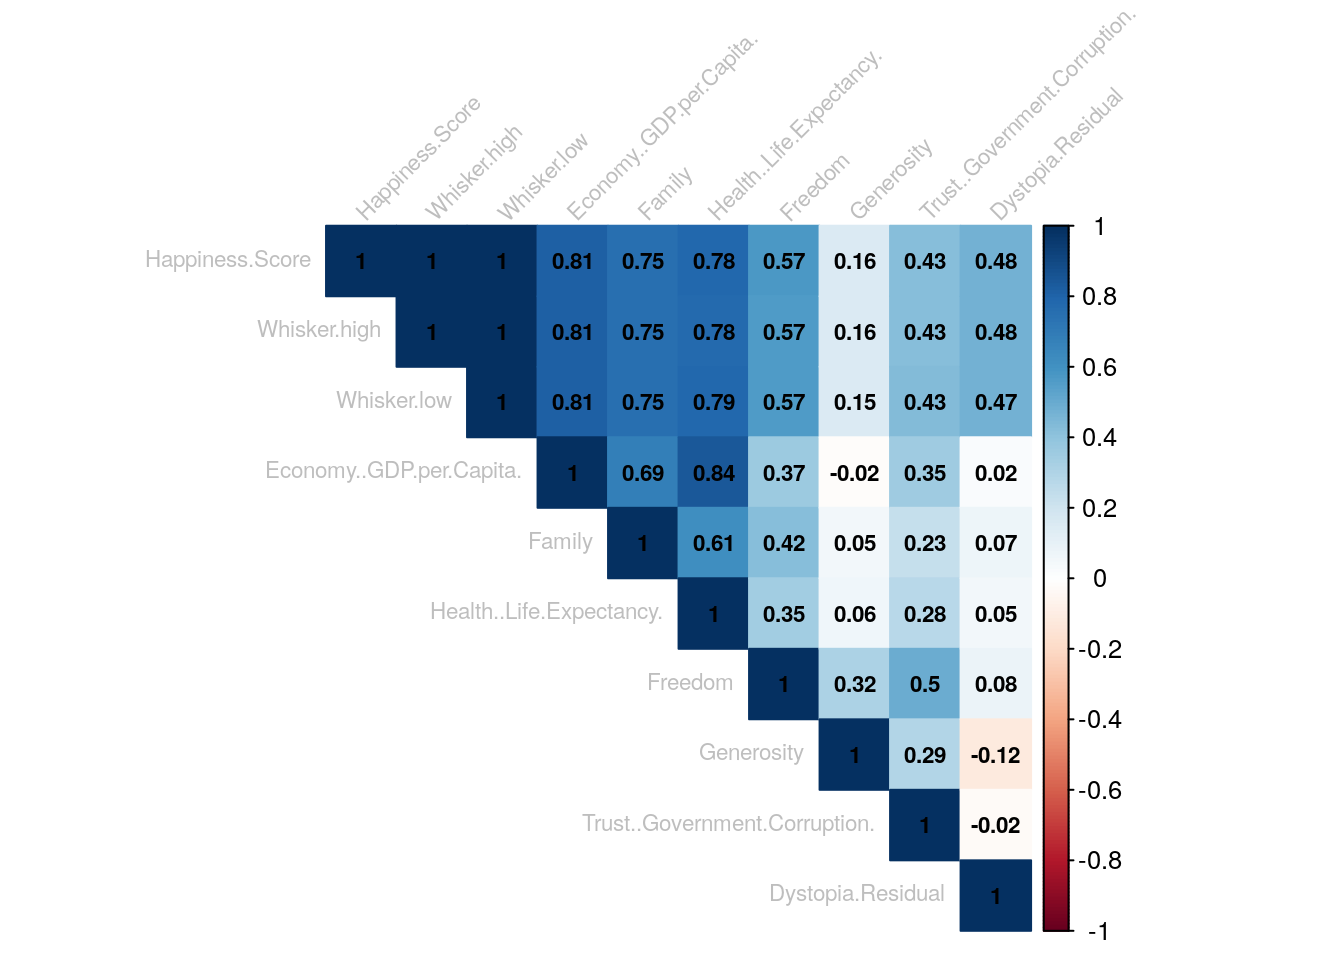 Happiness.Score
Whisker.high
Whisker.low
Economy..GDP.per.Capita.
Family
Health..Life.Expectancy.
Freedom
Generosity
Trust..Government.Corruption.
Dystopia.Residual
Happiness.Score 1 1 1 0.81 0.75 0.78 0.57 0.16 0.43 0.48
Whisker.high 1 1 0.81 0.75 0.78 0.57 0.16 0.43 0.48
Whisker.low 1 0.81 0.75 0.79 0.57 0.15 0.43 0.47
Economy..GDP.per.Capita. 1 0.69 0.84 0.37 -0.02 0.35 0.02
Family 1 0.61 0.42 0.05 0.23 0.07
Health..Life.Expectancy. 1 0.35 0.06 0.28 0.05
Freedom 1 0.32 0.5 0.08
Generosity 1 0.29 -0.12
Trust..Government.Corruption. 1 -0.02
Dystopia.Residual 1
1
0.8
0.6
0.4
0.2
0
-0.2
-0.4
-0.6
-0.8
-1